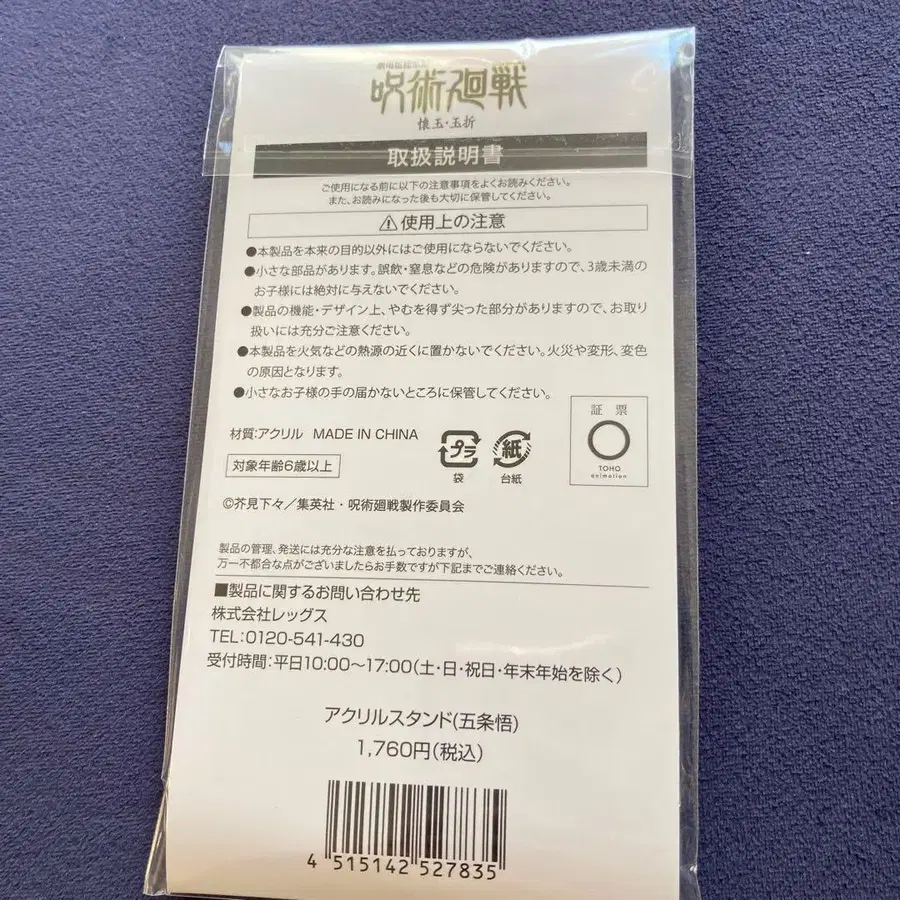 呪術廻戦
懐玉・玉折
取扱説明書
ご使用になる前に以下の注意事項をよくお読みください。
また、お読みになった後も大切に保管してください。
⚠使用上の注意
●本製品を本来の目的以外にはご使用にならないでください。
●小さな部品があります。誤飲・窒息などの危険がありますので、3歳未満の
お子様には絶対に与えないでください。
●製品の機能・デザイン上、やむを得ず尖った部分がありますので、お取り
扱いには充分ご注意ください。
●本製品を火気などの熱源の近くに置かないでください。火災や変形、変色
の原因となります。
●小さなお子様の手の届かないところに保管してください。
材質:アクリル MADE IN CHINA
プラ
袋
紙
台紙
証票
TOHO
animation
対象年齢6歳以上
©芥見下々/集英社・呪術廻戦製作委員会
製品の管理、発送には充分な注意を払っておりますが、
万一不都合な点がございましたらお手数ですが下記までご連絡ください。
■製品に関するお問い合わせ先
株式会社レッグス
TEL:0120-541-430
受付時間:平日10:00〜17:00(土・日・祝日・年末年始を除く)
アクリルスタンド(五条悟)
1,760円(税込)
4 515142 527835